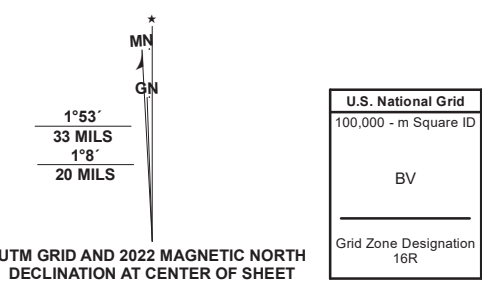 ★
MN
GN
1°53´
33 MILS
1°8´
20 MILS
UTM GRID AND 2022 MAGNETIC NORTH
DECLINATION AT CENTER OF SHEET
U.S. National Grid
100,000 - m Square ID
BV
Grid Zone Designation
16R